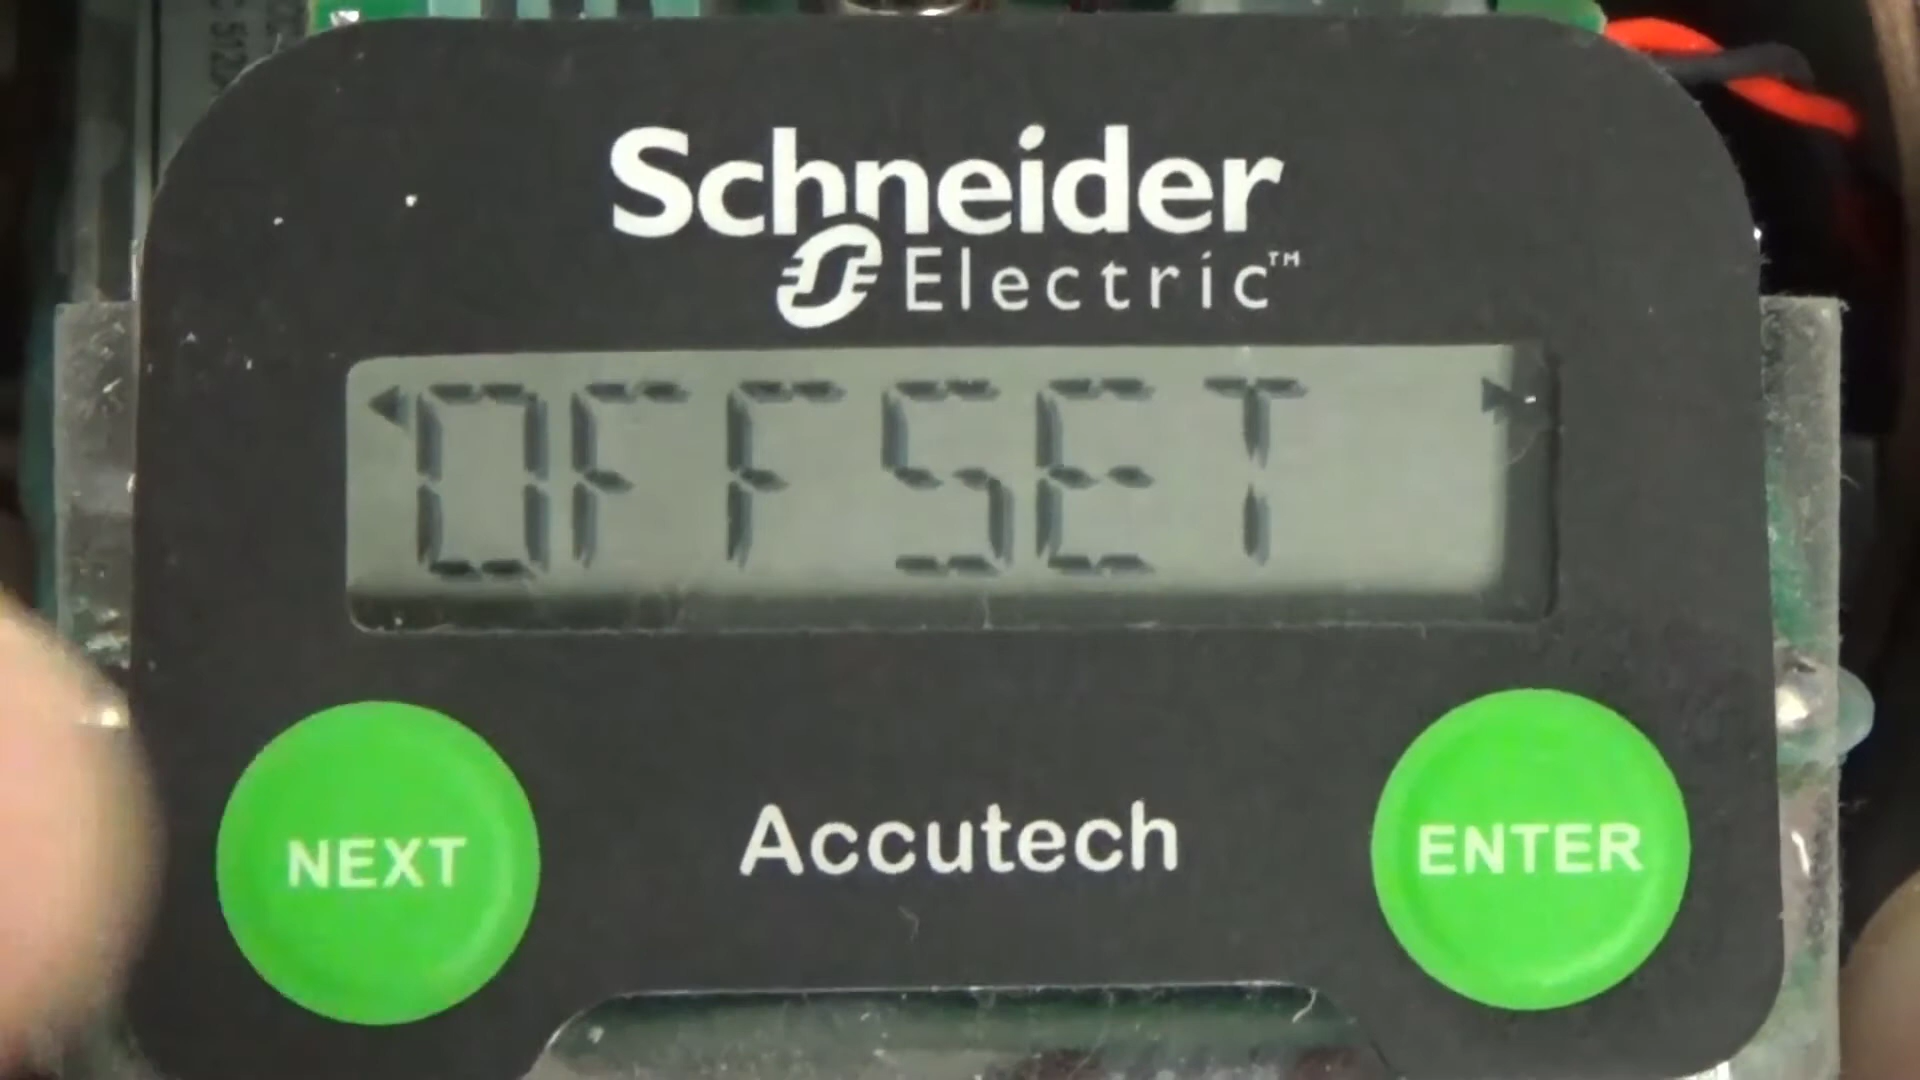 Schneider
Electric™
OFFSET
NEXT
Accutech
ENTER